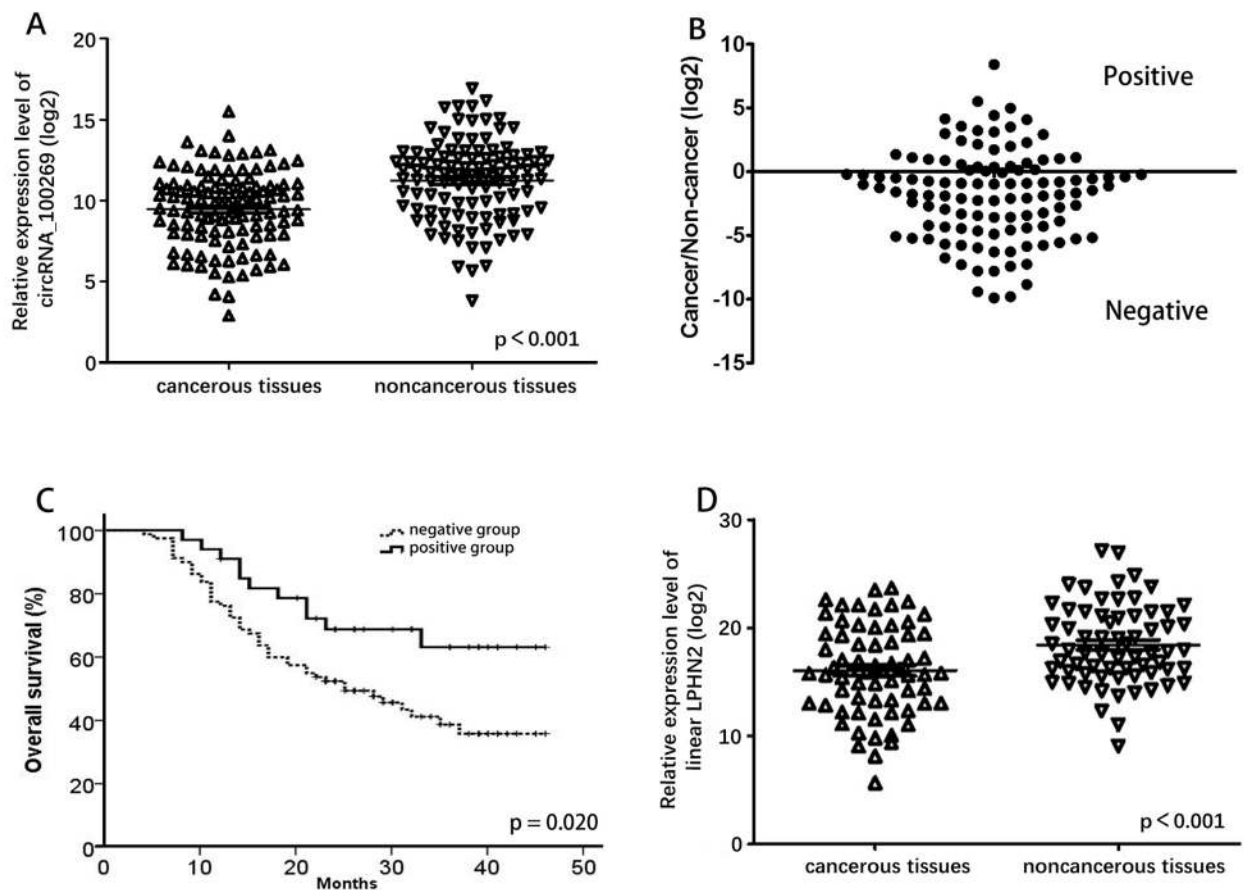 A
Relative expression level of
circRNA_100269 (log2)
20
15
10
5
0
p < 0.001
cancerous tissues
noncancerous tissues
B
Cancer/Non-cancer (log2)
10
5
0
-5
-10
-15
Positive
Negative
C
Overall survival (%)
100
80
60
40
20
0
negative group
positive group
p = 0.020
0
10
20
30
40
50
Months
D
Relative expression level of
linear LPHN2 (log2)
30
20
10
0
p < 0.001
cancerous tissues
noncancerous tissues